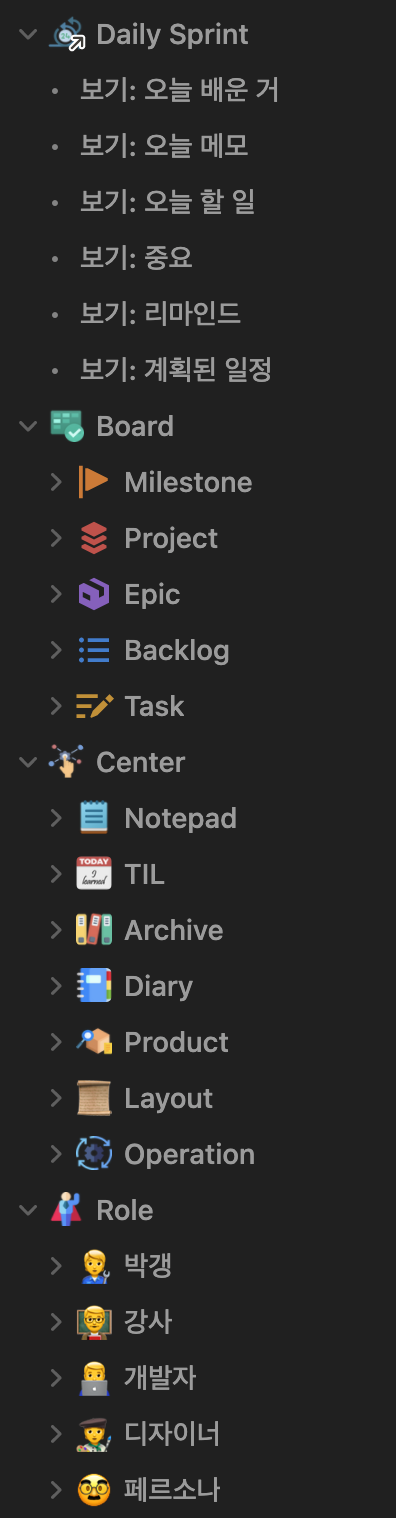 Daily Sprint
• 보기: 오늘 배운 거
• 보기: 오늘 메모
• 보기: 오늘 할 일
• 보기: 중요
• 보기: 리마인드
• 보기: 계획된 일정
Board
Milestone
Project
Epic
Backlog
Task
Center
Notepad
TODAY
I learned
TIL
Archive
Diary
Product
Layout
Operation
Role
박갱
강사
개발자
디자이너
페르소나